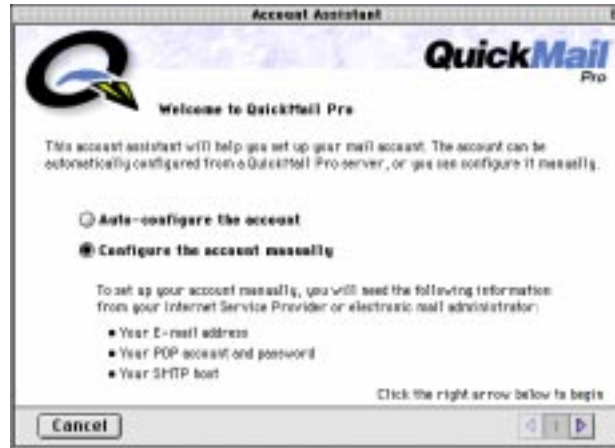 Account Assistant
QuickMail
Pro
Welcome to QuickMail Pro
This account assistant will help you set up your mail account. The account can be
automatically configured from a QuickMail Pro server, or you can configure it manually.
Auto-configure the account
Configure the account manually
To set up your account manually, you will need the following information
from your Internet Service Provider or electronic mail administrator:
• Your E-mail address
• Your POP account and password
• Your SMTP host
Click the right arrow below to begin
Cancel
1